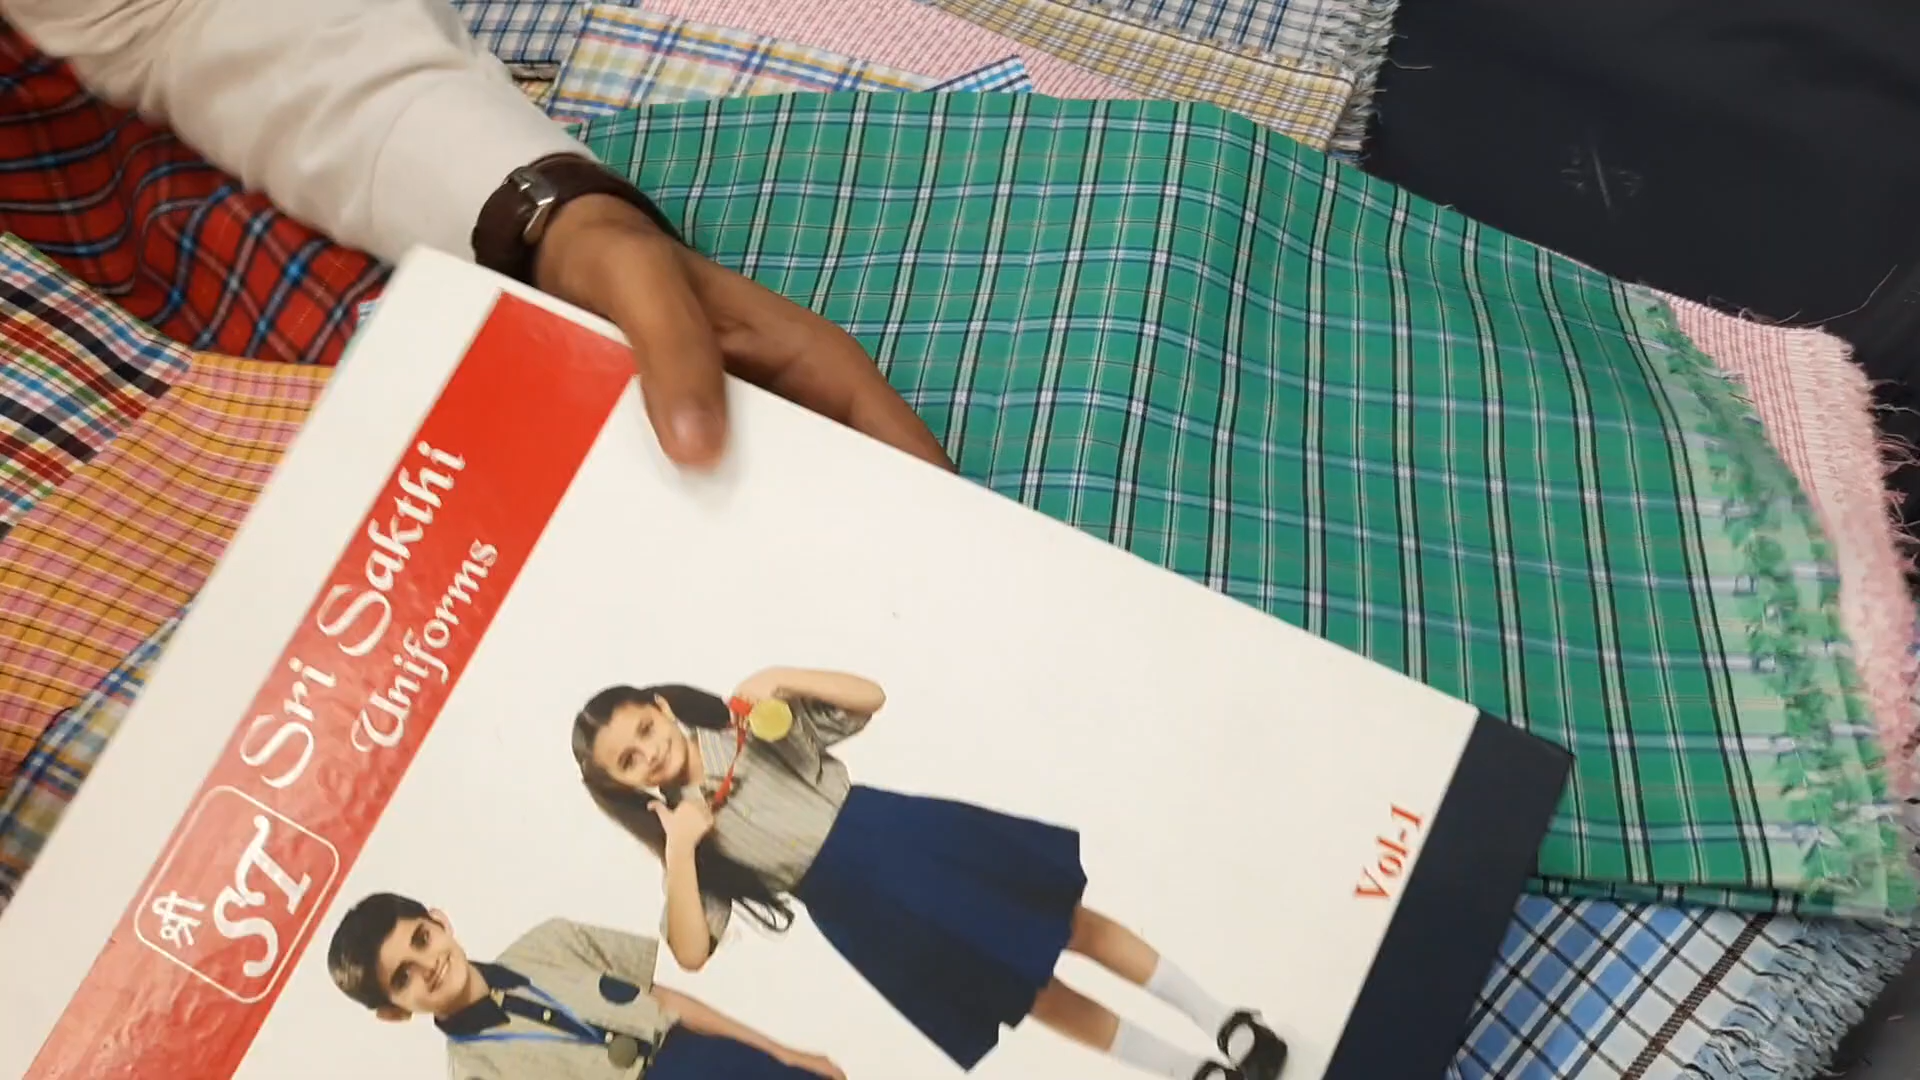 श्री
ST
Sri Sakthi
Uniforms
Vol-1